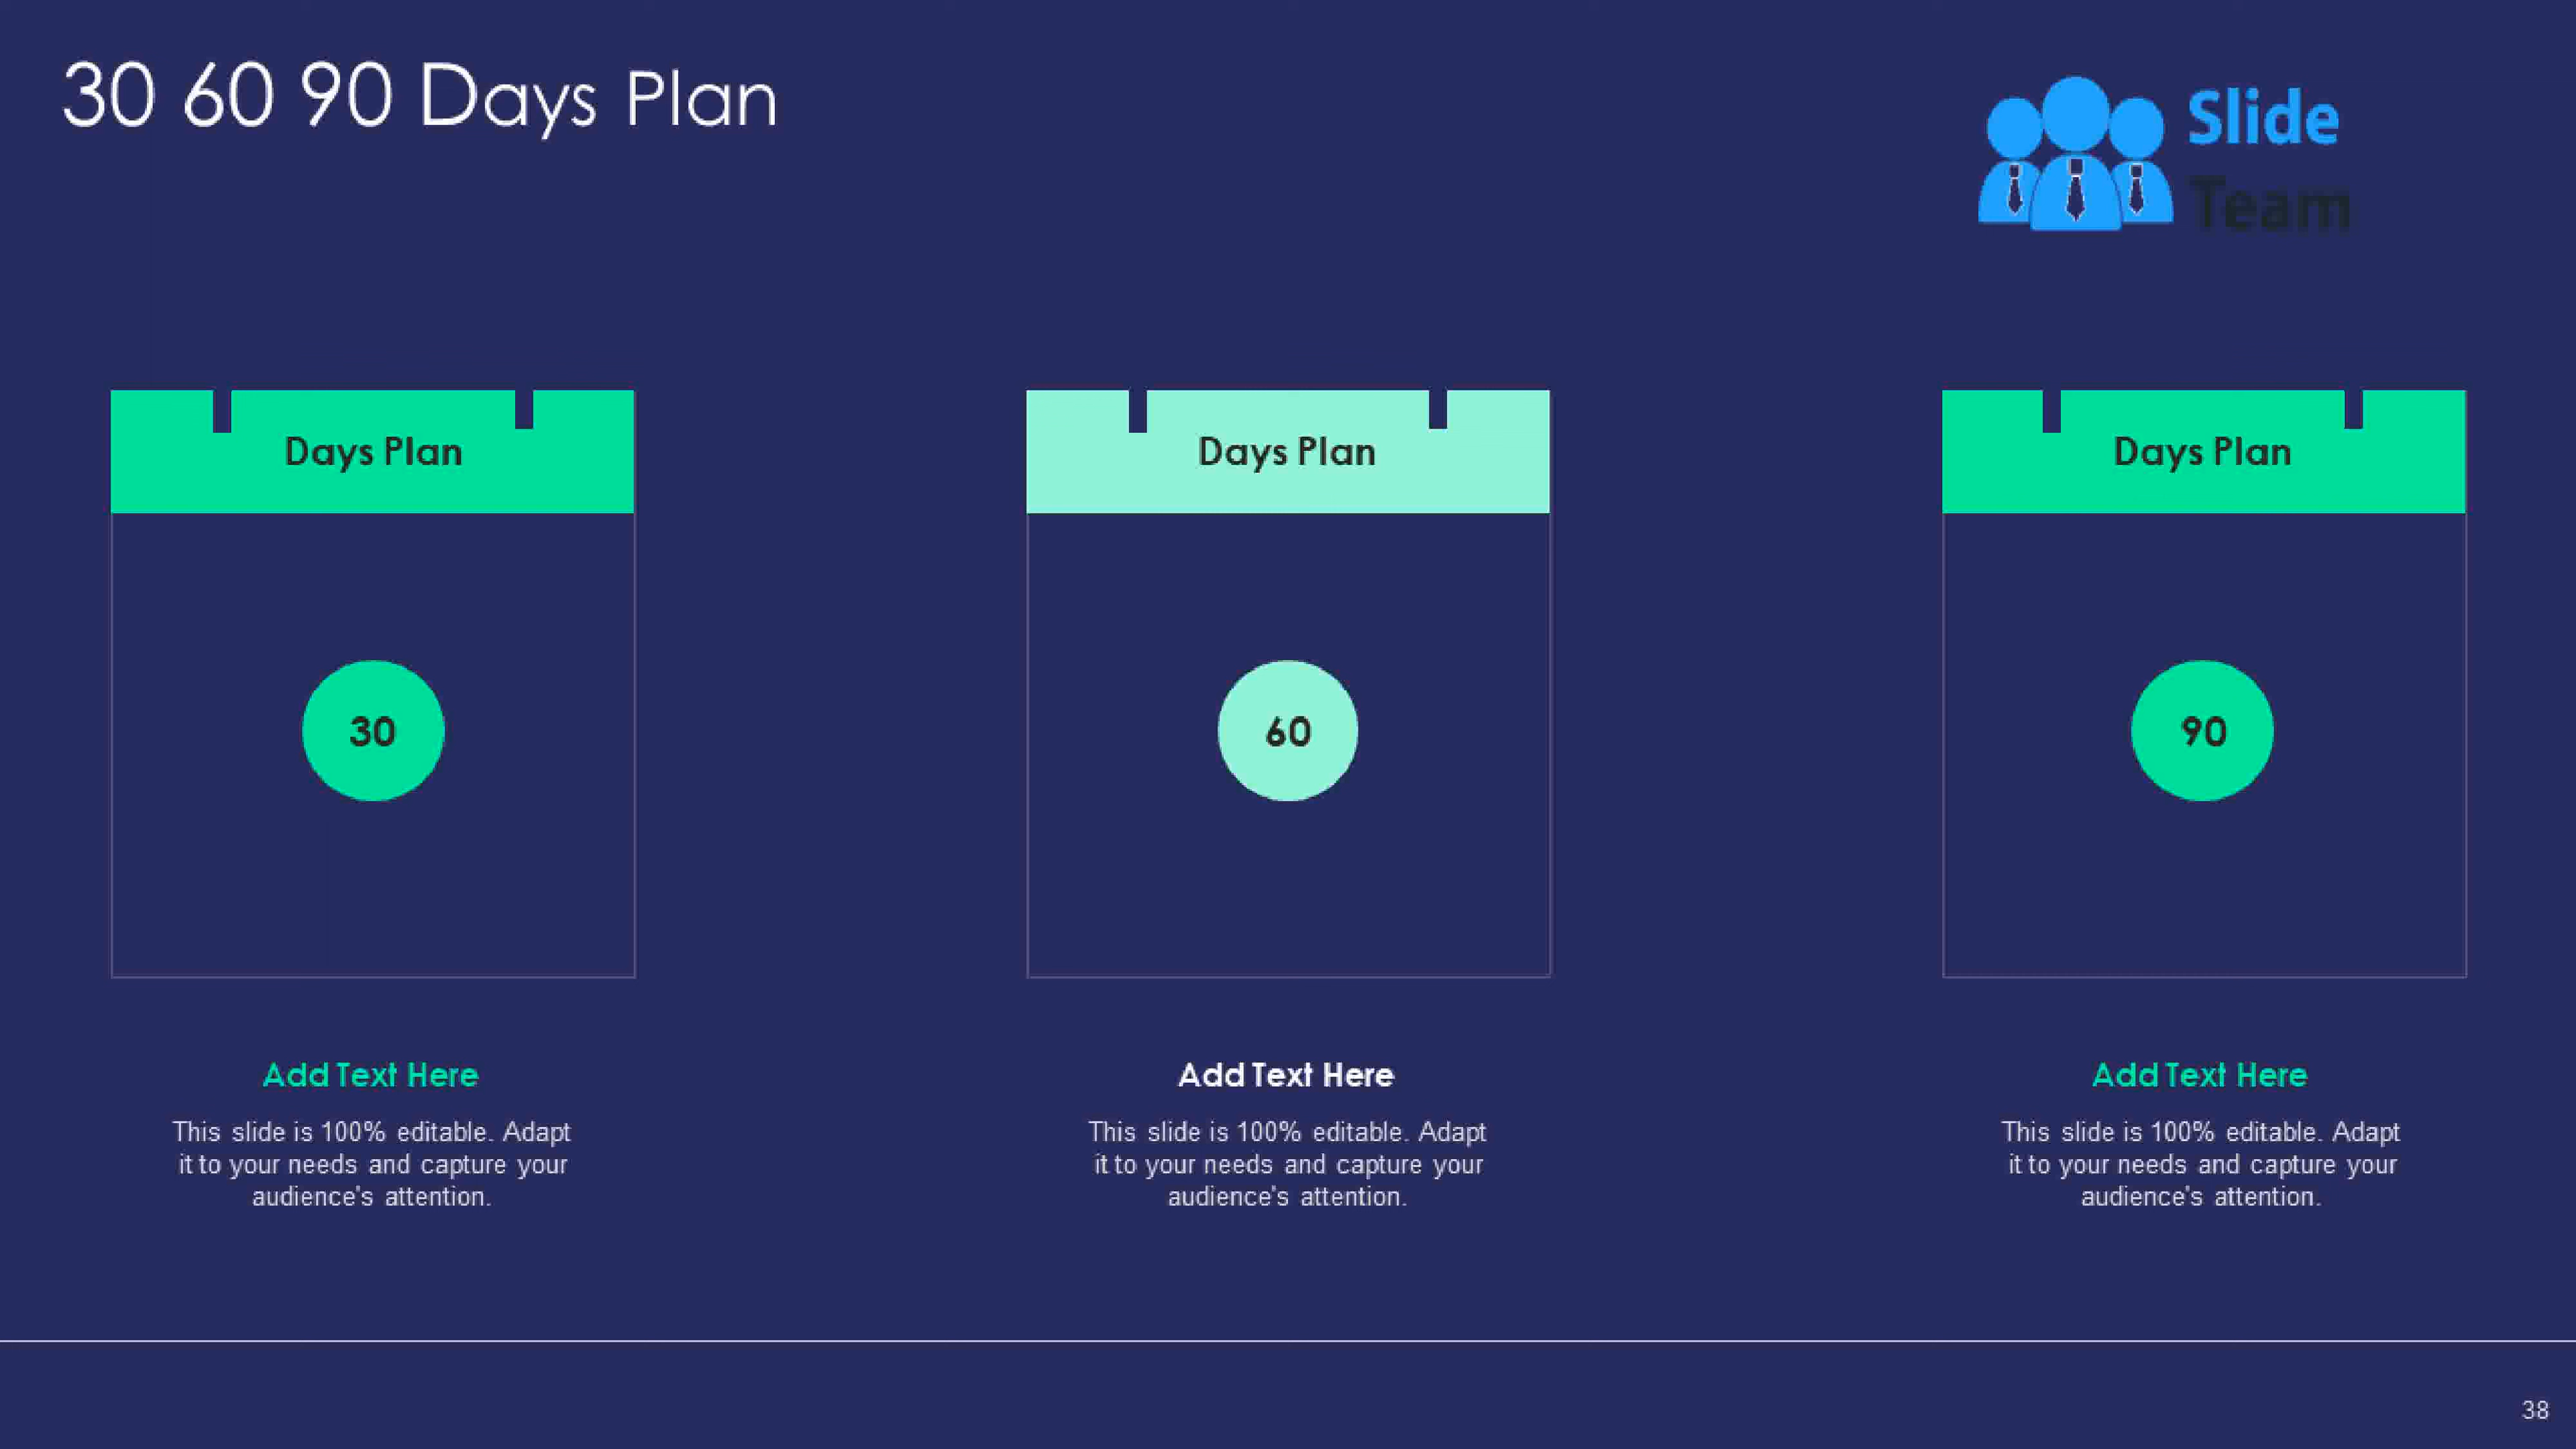 30 60 90 Days Plan
Slide
Team
Days Plan
30
Add Text Here
This slide is 100% editable. Adapt
it to your needs and capture your
audience's attention.
Days Plan
60
Add Text Here
This slide is 100% editable. Adapt
it to your needs and capture your
audience's attention.
Days Plan
90
Add Text Here
This slide is 100% editable. Adapt
it to your needs and capture your
audience's attention.
38